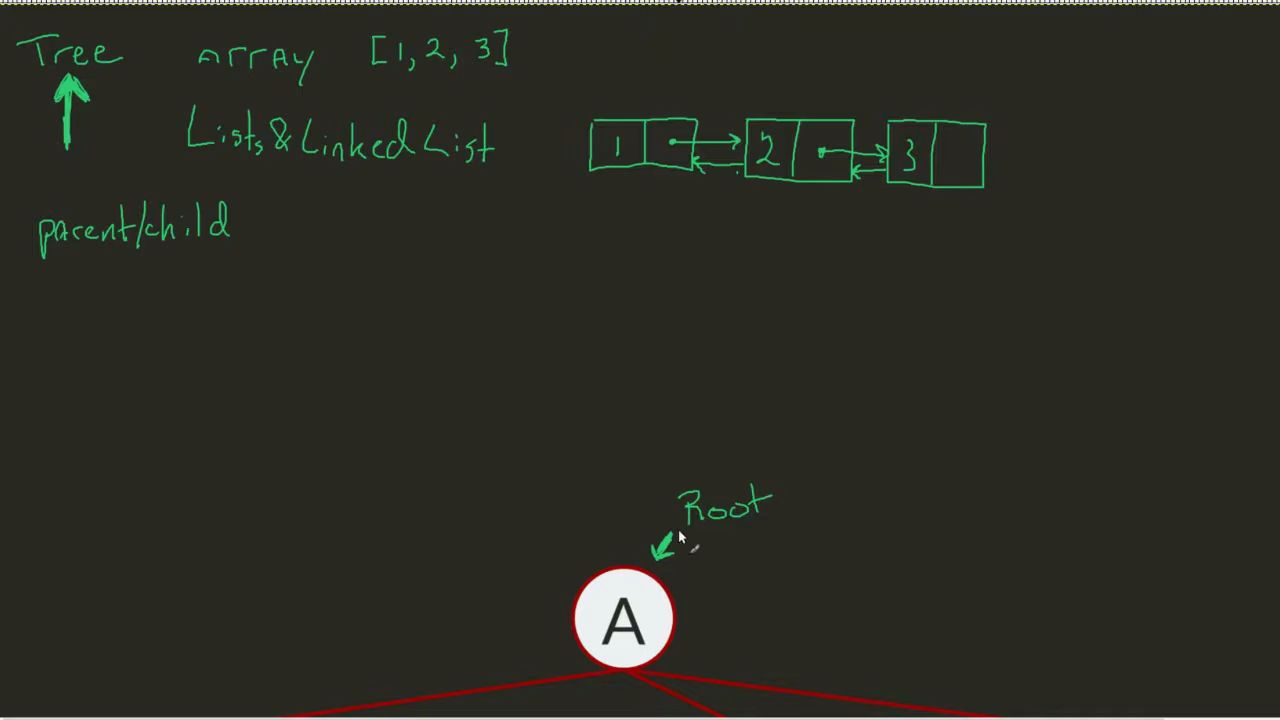 Tree Array [1, 2, 3]
Lists & Linked List
1 2 3
parent/child
Root
A